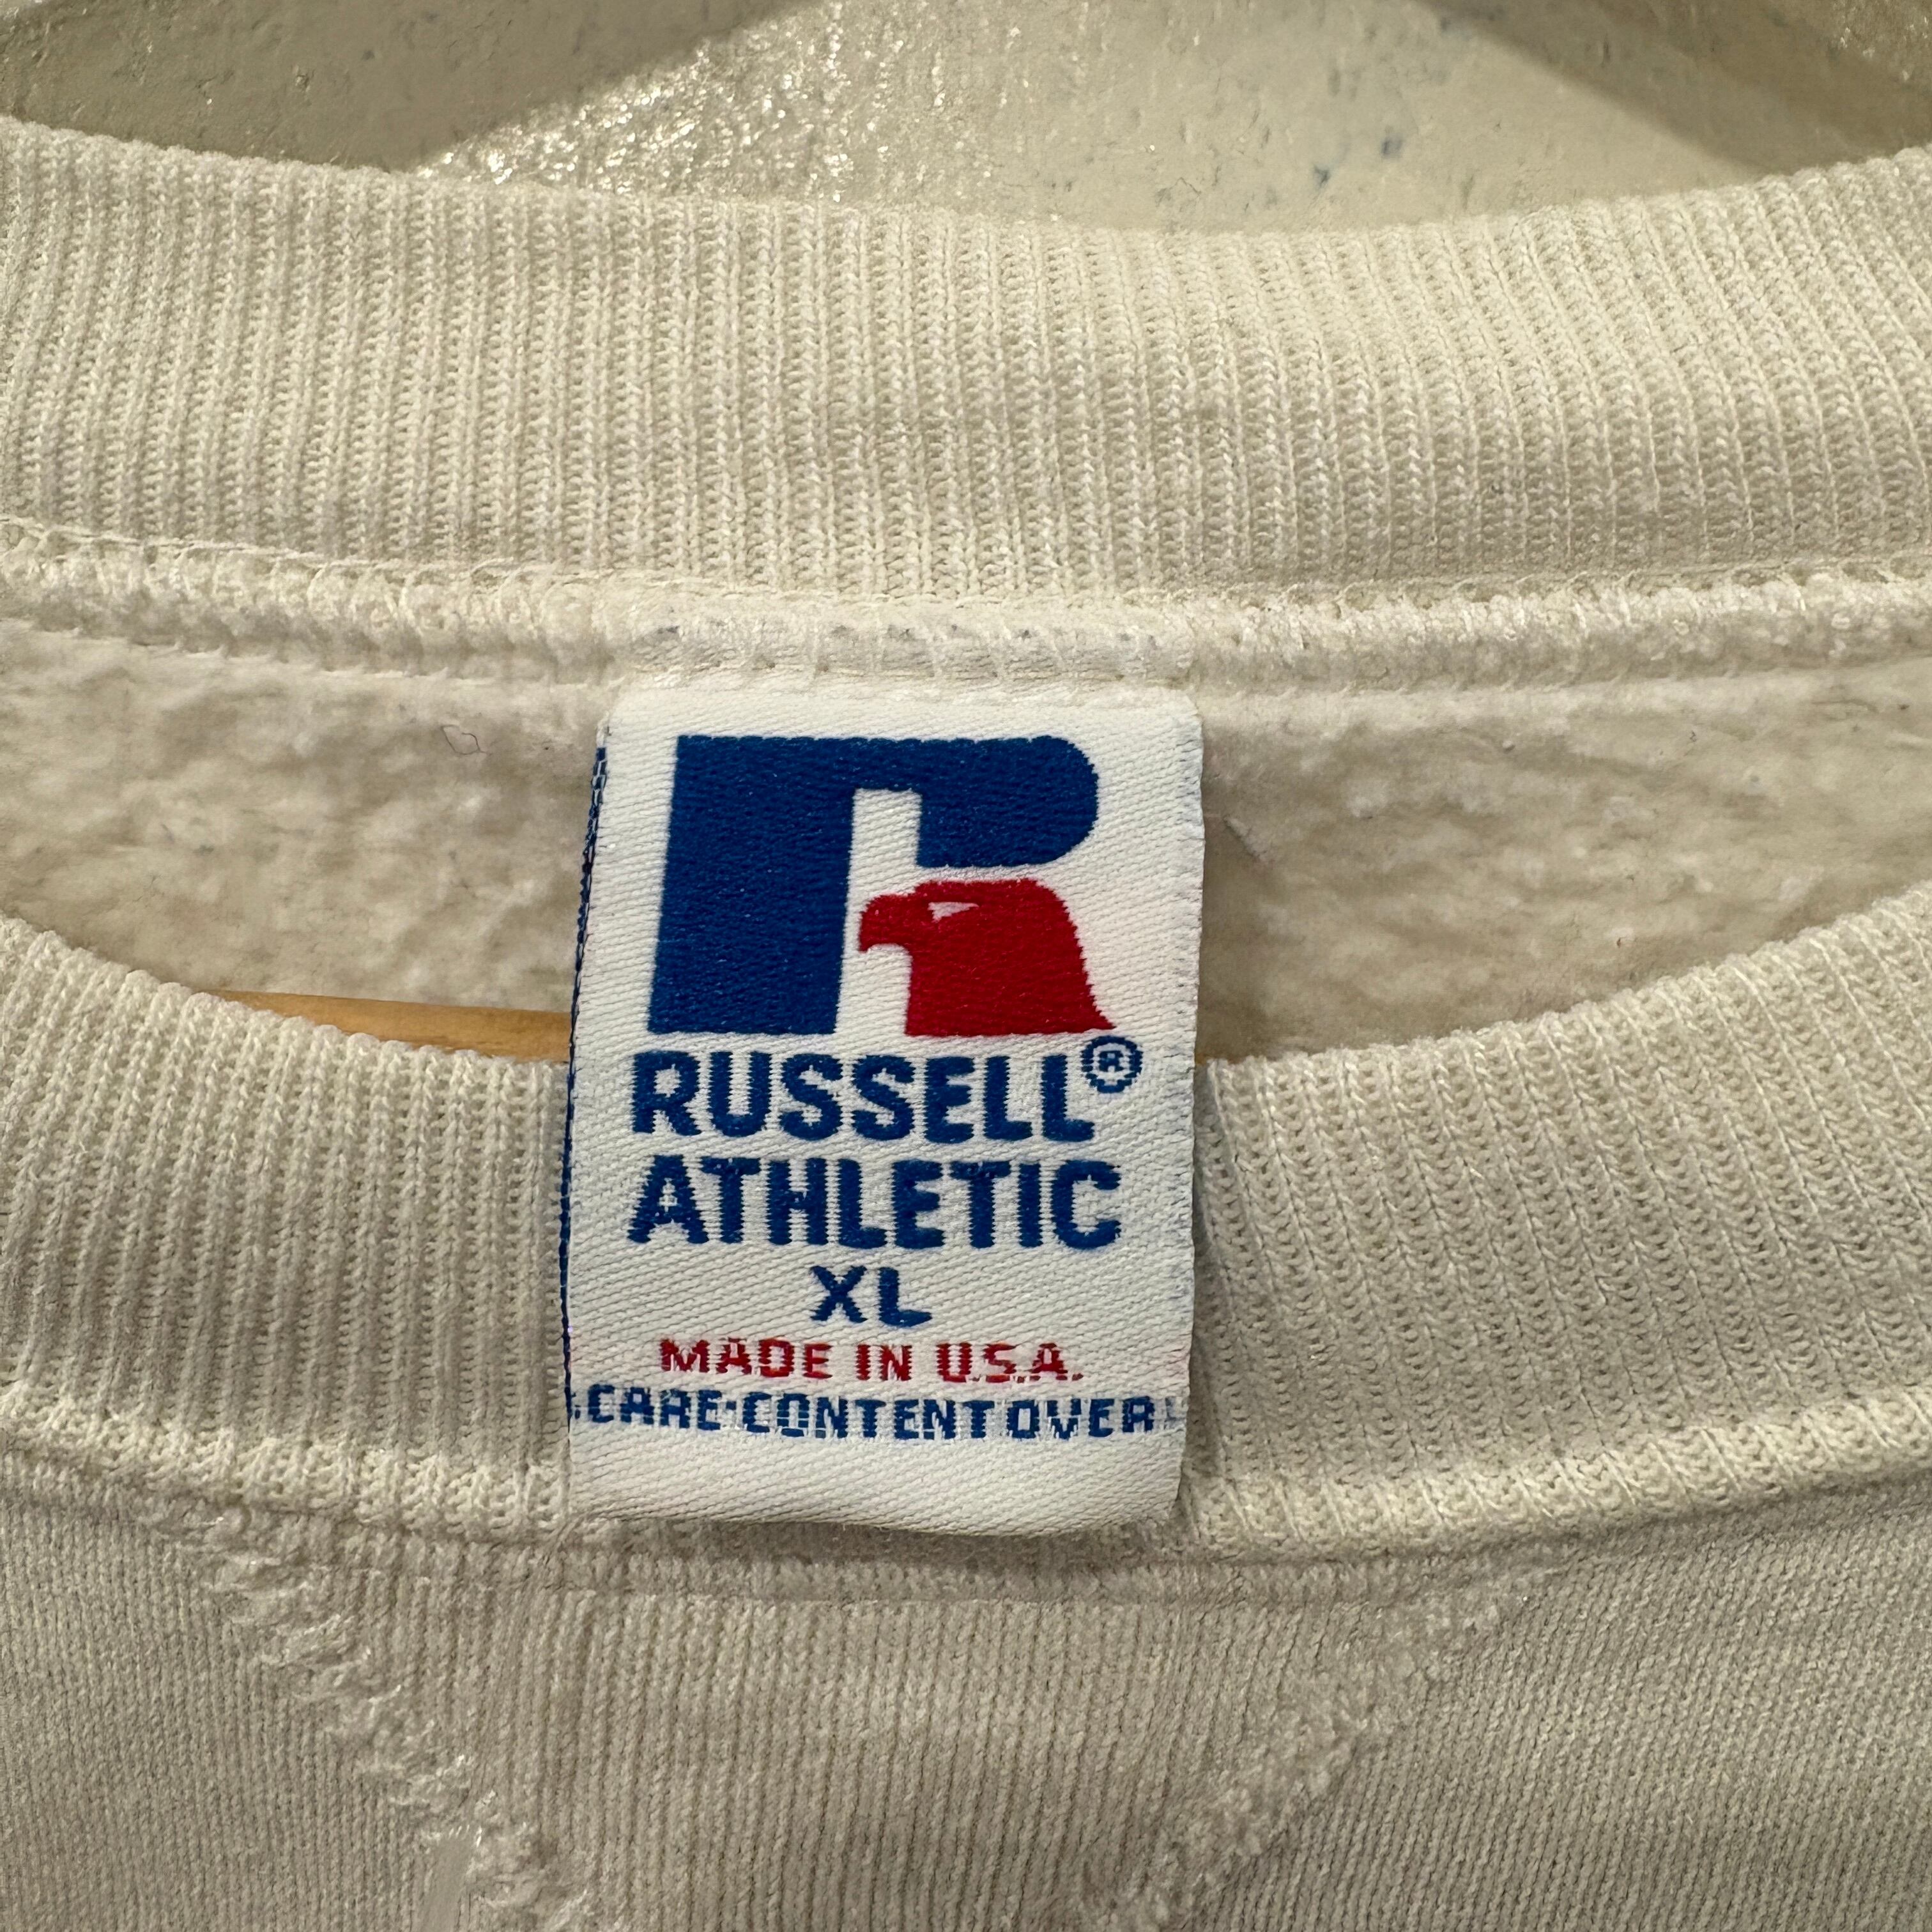 R
RUSSELL®
ATHLETIC
XL
MADE IN U.S.A.
CARE·CONTENT OVER